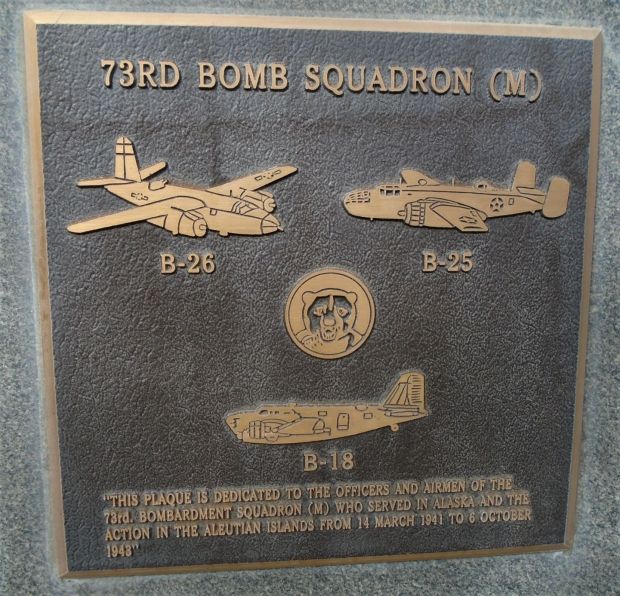 73RD BOMB SQUADRON (M)
B-26
B-25
B-18
"THIS PLAQUE IS DEDICATED TO THE OFFICERS AND AIRMEN OF THE
73rd. BOMBARDMENT SQUADRON (M) WHO SERVED IN ALASKA AND THE
ACTION IN THE ALEUTIAN ISLANDS FROM 14 MARCH 1941 TO 6 OCTOBER
1943"